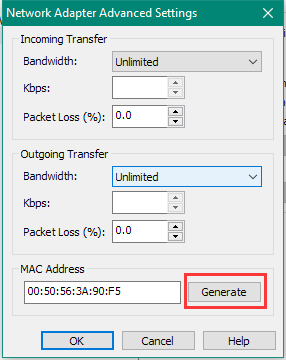 Network Adapter Advanced Settings
Incoming Transfer
Bandwidth: Unlimited
Kbps:
Packet Loss (%): 0.0
Outgoing Transfer
Bandwidth: Unlimited
Kbps:
Packet Loss (%): 0.0
MAC Address
00:50:56:3A:90:F5 Generate
OK Cancel Help